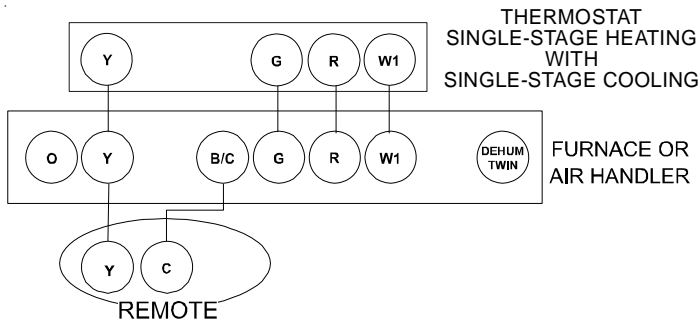 THERMOSTAT
SINGLE-STAGE HEATING
WITH
SINGLE-STAGE COOLING
Y G R W1
O Y B/C G R W1 DEHUM
TWIN
FURNACE OR
AIR HANDLER
Y C
REMOTE